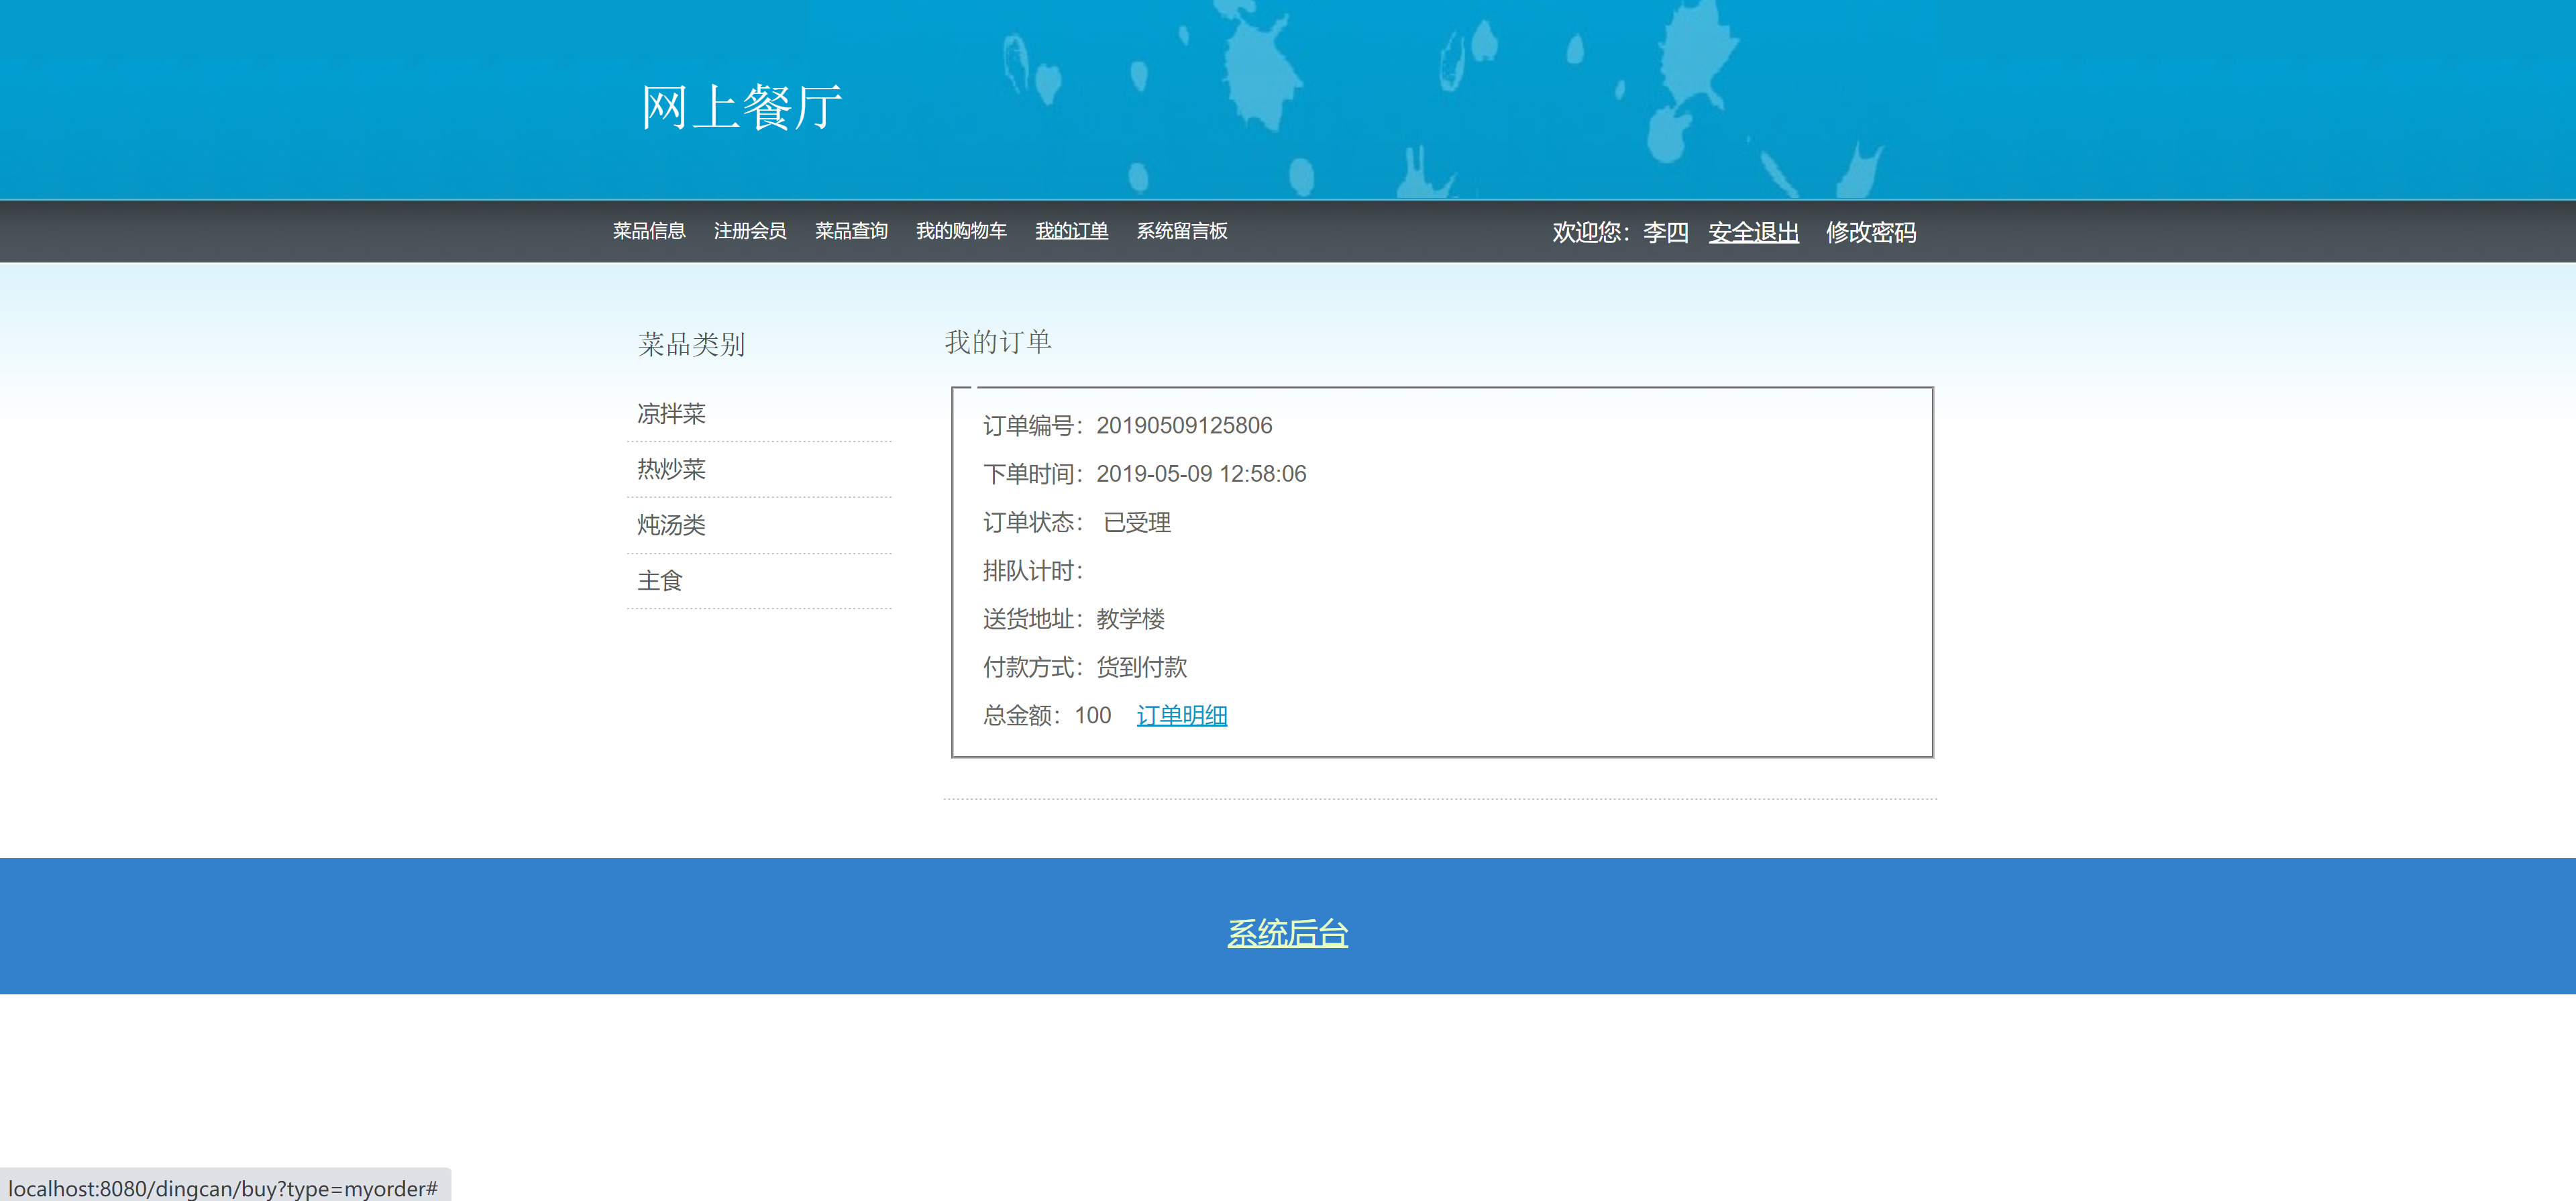 网上餐厅
菜品信息 注册会员 菜品查询 我的购物车 我的订单 系统留言板 欢迎您：李四 安全退出 修改密码
菜品类别
凉拌菜
热炒菜
炖汤类
主食
我的订单
订单编号：20190509125806
下单时间：2019-05-09 12:58:06
订单状态： 已受理
排队计时：
送货地址：教学楼
付款方式：货到付款
总金额：100 订单明细
系统后台
localhost:8080/dingcan/buy?type=myorder#